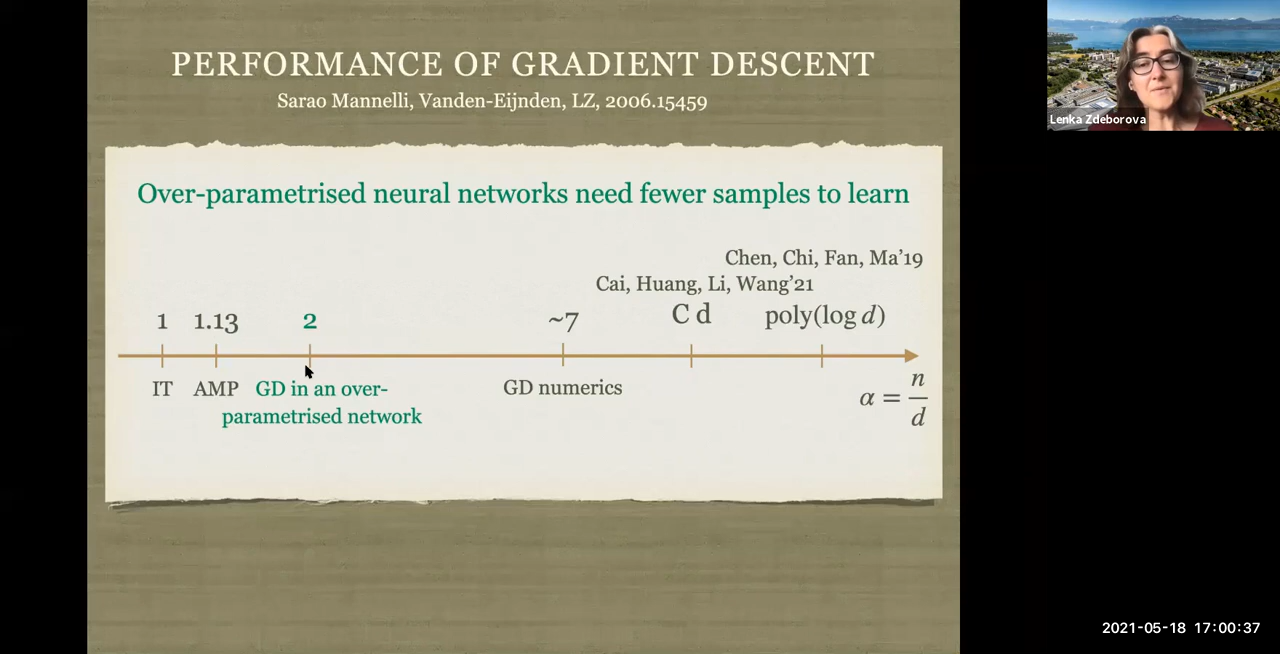 PERFORMANCE OF GRADIENT DESCENT
Sarao Mannelli, Vanden-Eijnden, LZ, 2006.15459
Lenka Zdeborova
Over-parametrised neural networks need fewer samples to learn
Chen, Chi, Fan, Ma'19
Cai, Huang, Li, Wang'21
1 1.13 2 ~7 C d poly(log d)
IT AMP GD in an over-
parametrised network
GD numerics
α = n/d
2021-05-18 17:00:37